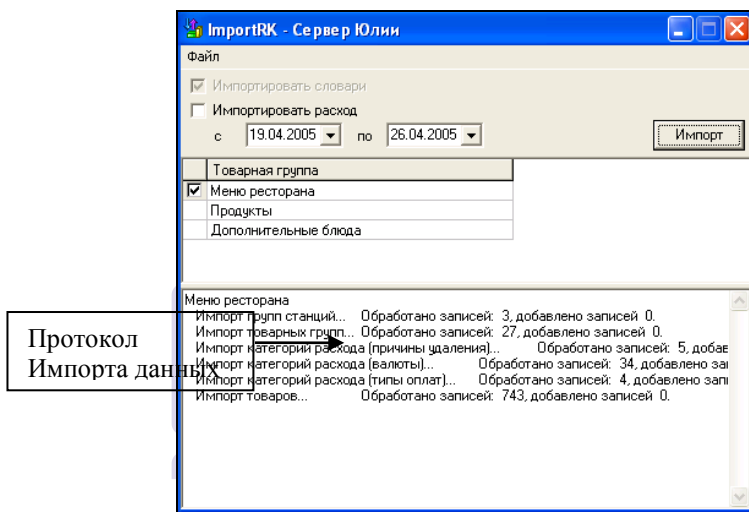 ImportRK - Сервер Юлии
Файл
Импортировать словари
Импортировать расход
с 19.04.2005 по 26.04.2005 Импорт
Товарная группа
Меню ресторана
Продукты
Дополнительные блюда
Меню ресторана
Импорт групп станций... Обработано записей: 3, добавлено записей 0.
Импорт товарных групп... Обработано записей: 27, добавлено записей 0.
Импорт категорий расхода (причины удаления)... Обработано записей: 5, добав
Импорт категорий расхода (валюты)... Обработано записей: 34, добавлено за
Импорт категорий расхода (типы оплат)... Обработано записей: 4, добавлено зап
Импорт товаров... Обработано записей: 743, добавлено записей 0.
Протокол
Импорта данных